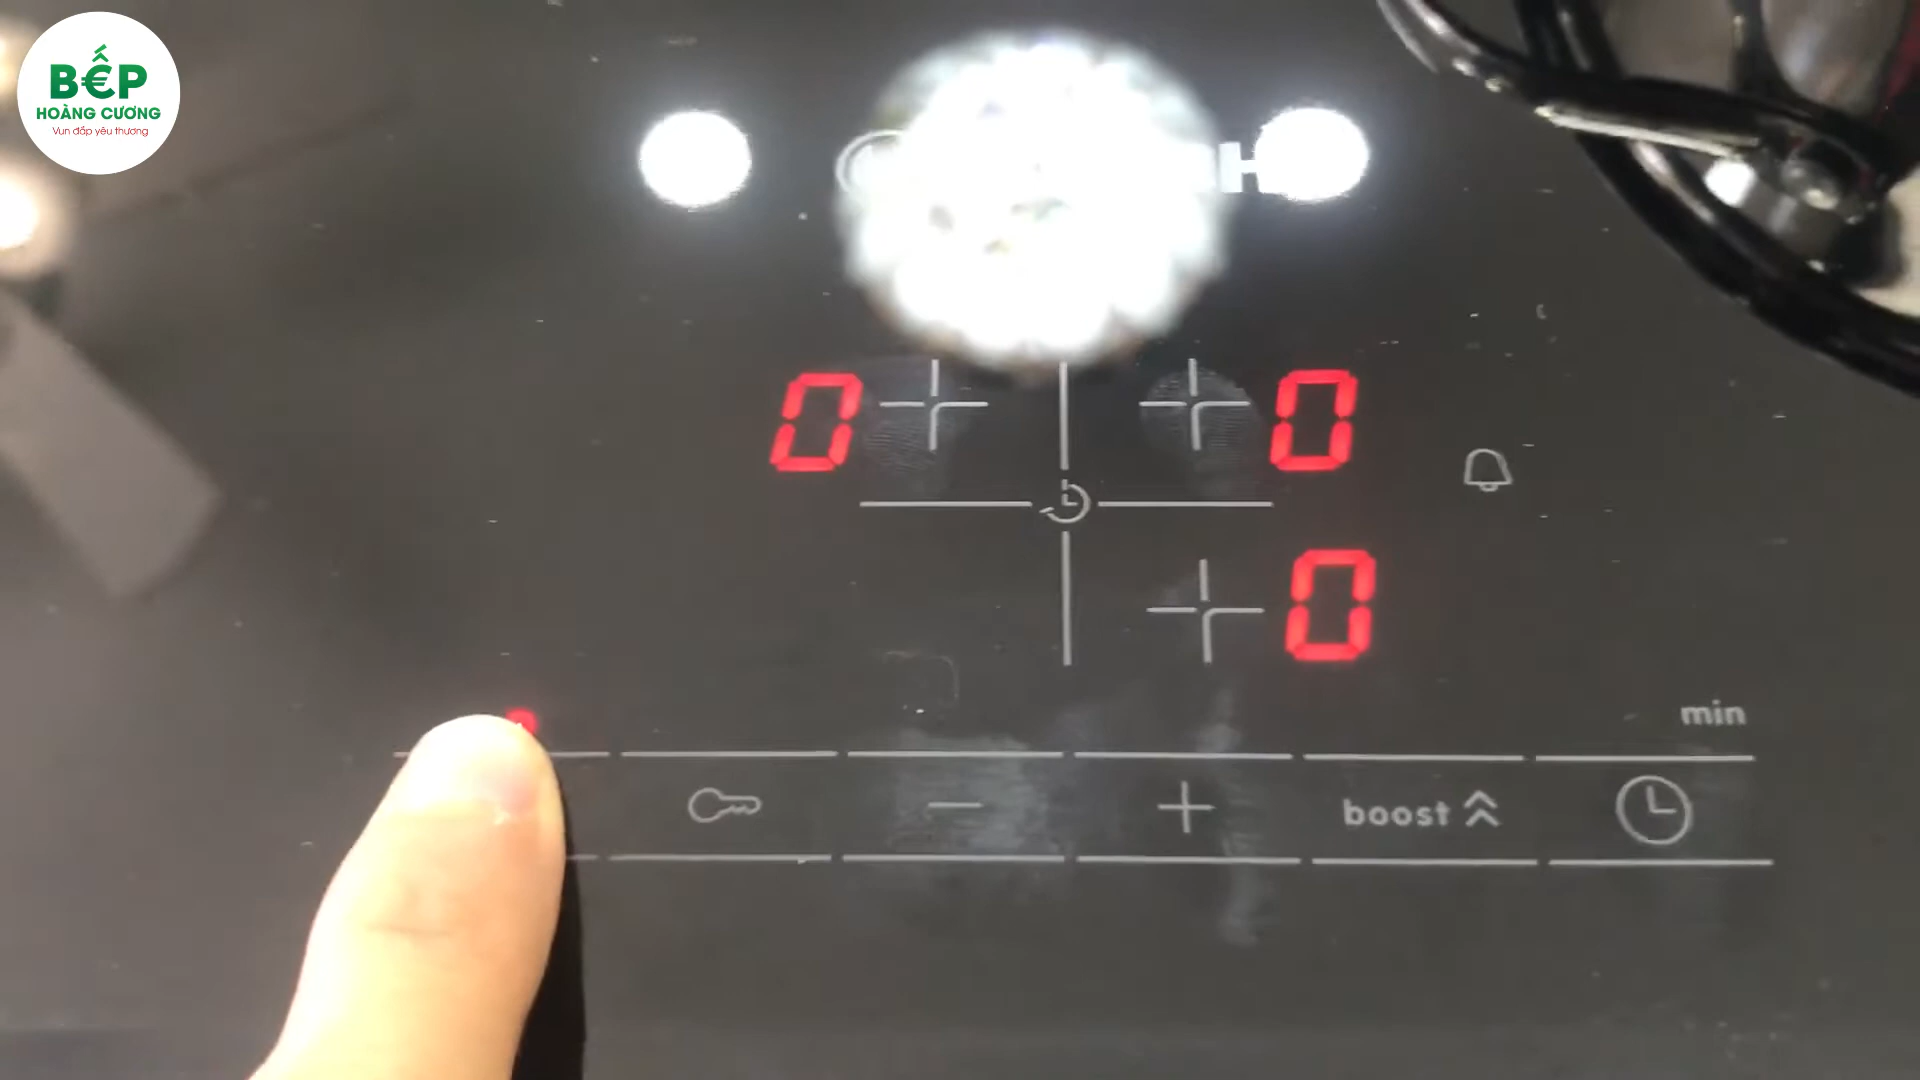 BẾP
HOÀNG CƯƠNG
Vun đắp yêu thương
H
0
0
0
min
boost